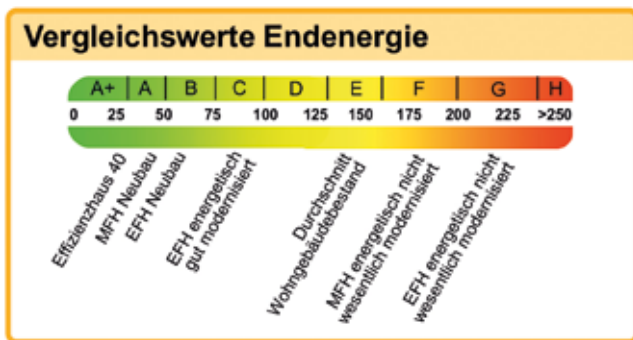 Vergleichswerte Endenergie
A+ A B C D E F G H
0 25 50 75 100 125 150 175 200 225 >250
Effizienzhaus 40
MFH Neubau
EFH Neubau
EFH energetisch
gut modernisiert
Durchschnitt
Wohngebäudebestand
MFH energetisch nicht
wesentlich modernisiert
EFH energetisch nicht
wesentlich modernisiert